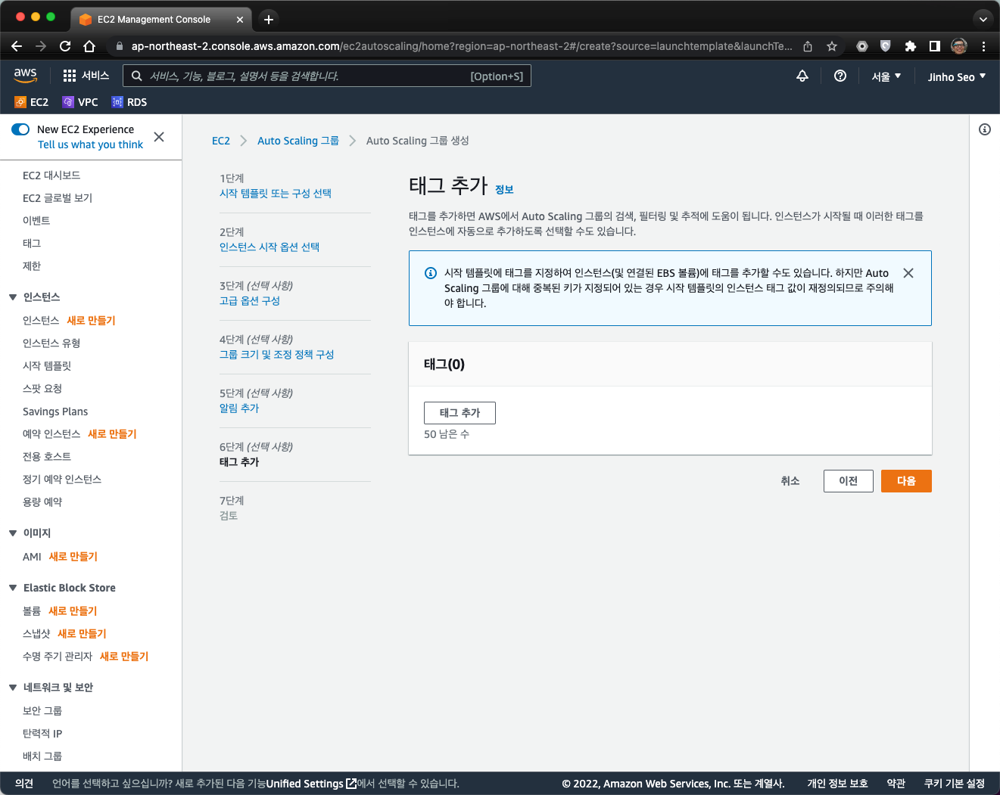 EC2 Management Console
ap-northeast-2.console.aws.amazon.com/ec2autoscaling/home?region=ap-northeast-2#/create?source=launchtemplate&launchTe...
aws
서비스
서비스, 기능, 블로그, 설명서 등을 검색합니다.
[Option+S]
서울
Jinho Seo
EC2
VPC
RDS
New EC2 Experience
Tell us what you think
EC2 대시보드
EC2 글로벌 보기
이벤트
태그
제한
인스턴스
인스턴스 새로 만들기
인스턴스 유형
시작 템플릿
스팟 요청
Savings Plans
예약 인스턴스 새로 만들기
전용 호스트
정기 예약 인스턴스
용량 예약
이미지
AMI 새로 만들기
Elastic Block Store
볼륨 새로 만들기
스냅샷 새로 만들기
수명 주기 관리자 새로 만들기
네트워크 및 보안
보안 그룹
탄력적 IP
배치 그룹
EC2
Auto Scaling 그룹
Auto Scaling 그룹 생성
1단계
시작 템플릿 또는 구성 선택
2단계
인스턴스 시작 옵션 선택
3단계 (선택 사항)
고급 옵션 구성
4단계 (선택 사항)
그룹 크기 및 조정 정책 구성
5단계 (선택 사항)
알림 추가
6단계 (선택 사항)
태그 추가
7단계
검토
태그 추가 정보
태그를 추가하면 AWS에서 Auto Scaling 그룹의 검색, 필터링 및 추적에 도움이 됩니다. 인스턴스가 시작될 때 이러한 태그를
인스턴스에 자동으로 추가하도록 선택할 수도 있습니다.
시작 템플릿에 태그를 지정하여 인스턴스(및 연결된 EBS 볼륨)에 태그를 추가할 수도 있습니다. 하지만 Auto
Scaling 그룹에 대해 중복된 키가 지정되어 있는 경우 시작 템플릿의 인스턴스 태그 값이 재정의되므로 주의해
야 합니다.
태그(0)
태그 추가
50 남은 수
취소
이전
다음
의견
언어를 선택하고 싶으십니까? 새로 추가된 다음 기능Unified Settings에서 선택할 수 있습니다.
© 2022, Amazon Web Services, Inc. 또는 계열사.
개인 정보 보호
약관
쿠키 기본 설정